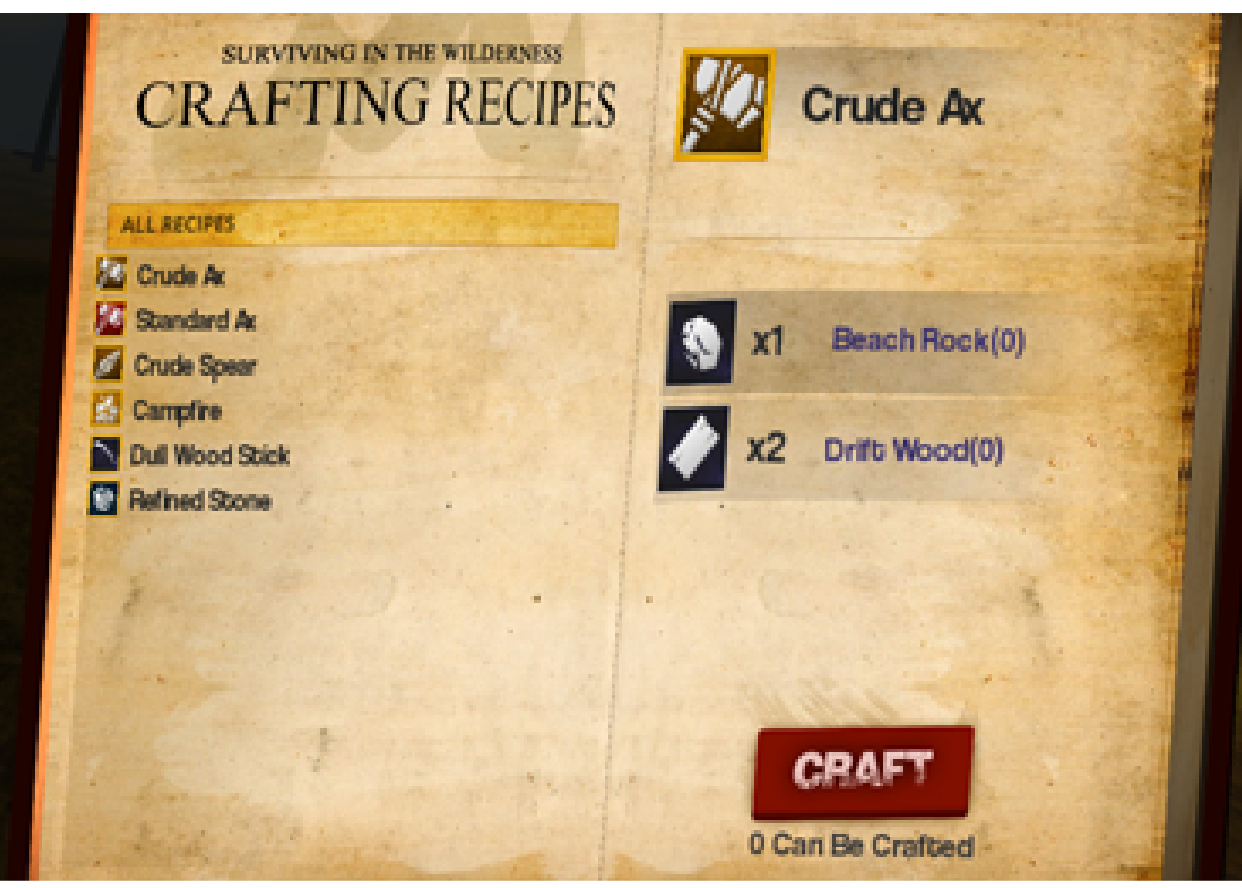 SURVIVING IN THE WILDERNESS
CRAFTING RECIPES
ALL RECIPES
Crude Ax
Standard Ax
Crude Spear
Campfire
Dull Wood Stick
Refined Stone
Crude Ax
x1 Beach Rock(0)
x2 Drift Wood(0)
CRAFT
0 Can Be Crafted